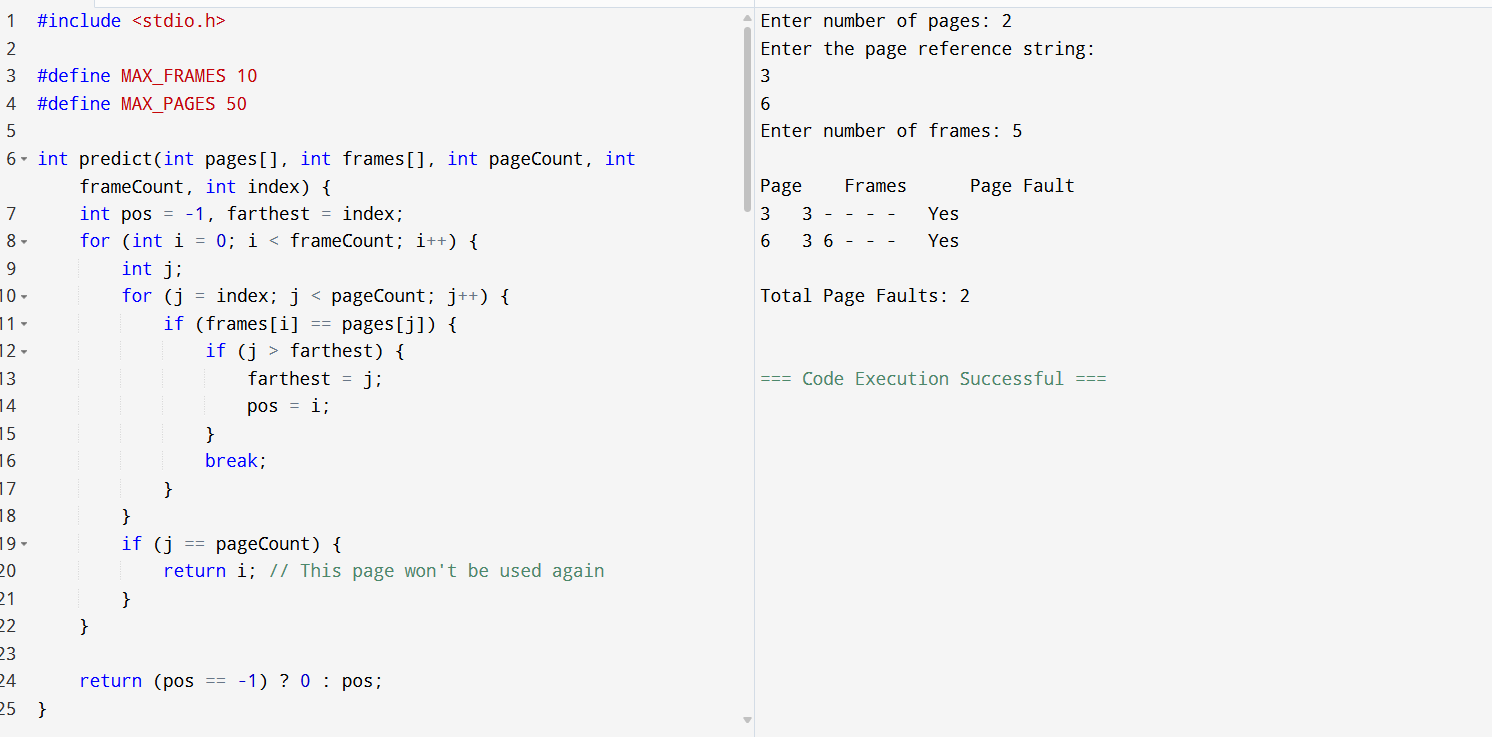 1 #include <stdio.h>
2
3 #define MAX_FRAMES 10
4 #define MAX_PAGES 50
5
6 int predict(int pages[], int frames[], int pageCount, int
frameCount, int index) {
7 int pos = -1, farthest = index;
8 for (int i = 0; i < frameCount; i++) {
9 int j;
10 for (j = index; j < pageCount; j++) {
11 if (frames[i] == pages[j]) {
12 if (j > farthest) {
13 farthest = j;
14 pos = i;
15 }
16 break;
17 }
18 }
19 if (j == pageCount) {
20 return i; // This page won't be used again
21 }
22 }
23
24 return (pos == -1) ? 0 : pos;
25 }
Enter number of pages: 2
Enter the page reference string:
3
6
Enter number of frames: 5
Page Frames Page Fault
3 3 - - - - Yes
6 3 6 - - - Yes
Total Page Faults: 2
=== Code Execution Successful ===